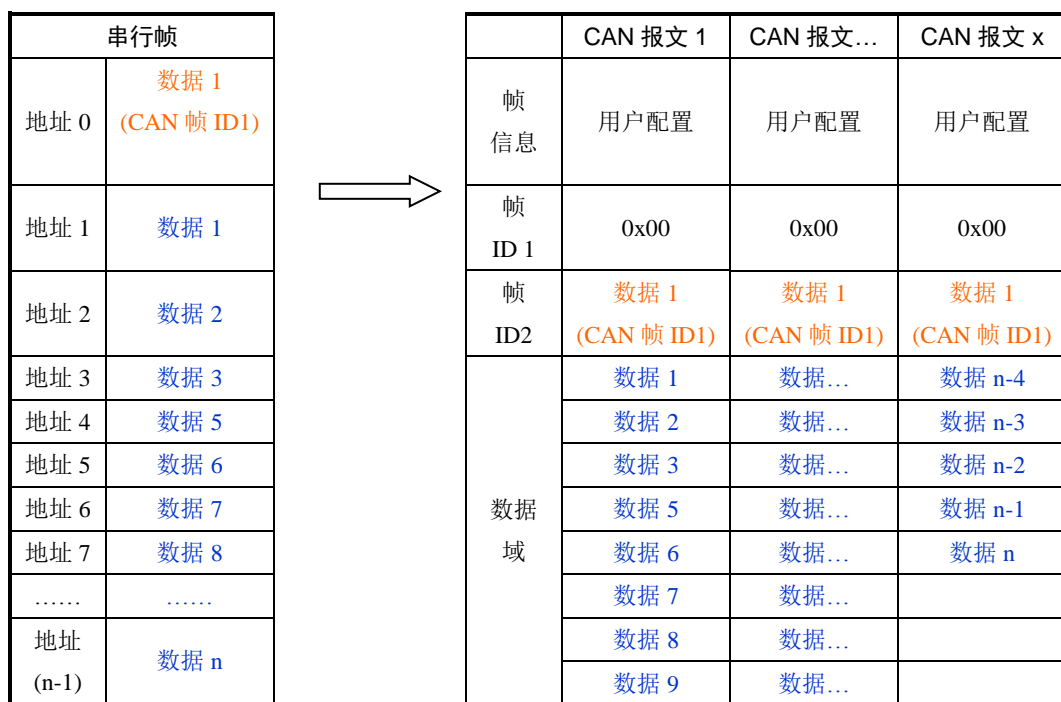 串行帧
地址 0
数据 1
(CAN 帧 ID1)
地址 1
数据 1
地址 2
数据 2
地址 3
数据 3
地址 4
数据 5
地址 5
数据 6
地址 6
数据 7
地址 7
数据 8
……
……
地址
(n-1)
数据 n
CAN 报文 1
CAN 报文…
CAN 报文 x
帧
信息
用户配置
用户配置
用户配置
帧
ID 1
0x00
0x00
0x00
帧
ID2
数据 1
(CAN 帧 ID1)
数据 1
(CAN 帧 ID1)
数据 1
(CAN 帧 ID1)
数据
域
数据 1
数据…
数据 n-4
数据 2
数据…
数据 n-3
数据 3
数据…
数据 n-2
数据 5
数据…
数据 n-1
数据 6
数据…
数据 n
数据 7
数据…
数据 8
数据…
数据 9
数据…